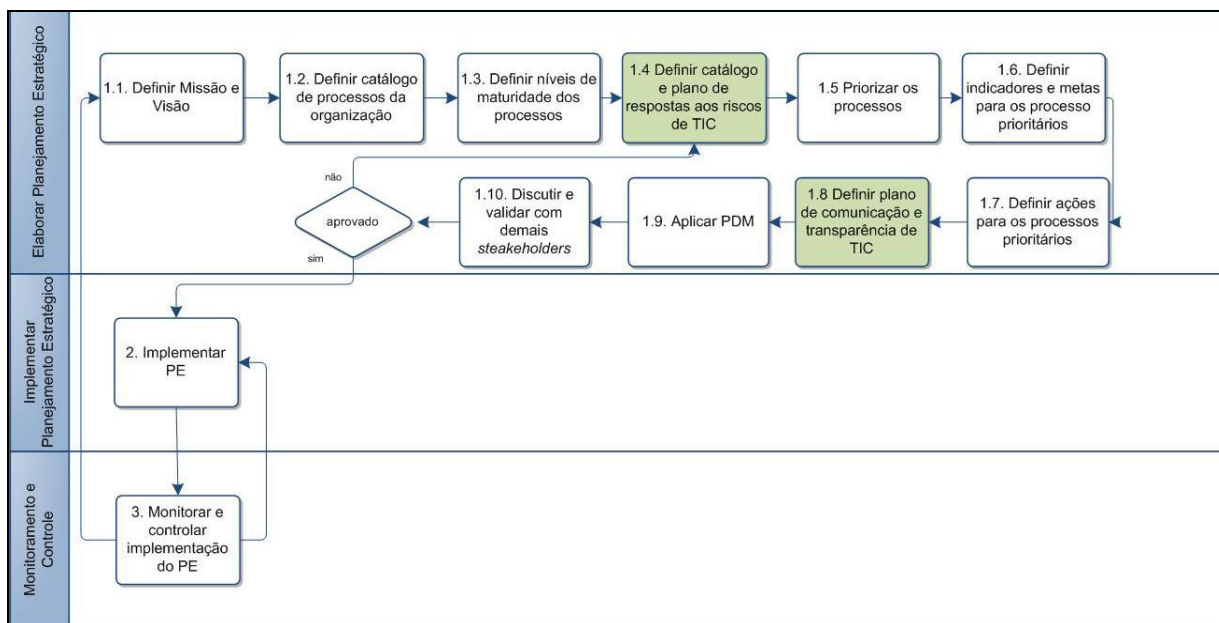 Elaborar Planejamento Estratégico
1.1. Definir Missão e
Visão
1.2. Definir catálogo
de processos da
organização
1.3. Definir níveis de
maturidade dos
processos
1.4 Definir catálogo
e plano de
respostas aos riscos
de TIC
1.5 Priorizar os
processos
1.6. Definir
indicadores e metas
para os processo
prioritários
não
aprovado
sim
1.10. Discutir e
validar com
demais
steakeholders
1.9. Aplicar PDM
1.8 Definir plano
de comunicação e
transparência de
TIC
1.7. Definir ações
para os processos
prioritários
Implementar
Planejamento Estratégico
2. Implementar
PE
Monitoramento e
Controle
3. Monitorar e
controlar
implementação
do PE